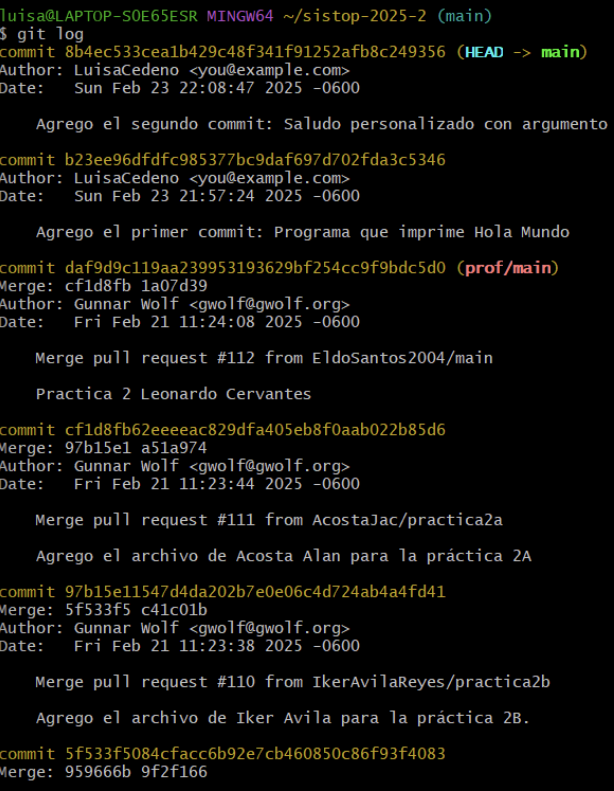 luisa@LAPTOP-SOE65ESR MINGW64 ~/sistop-2025-2 (main)
$ git log
commit 8b4ec533cea1b429c48f341f91252afb8c249356 (HEAD -> main)
Author: LuisaCedeno <you@example.com>
Date:   Sun Feb 23 22:08:47 2025 -0600
Agrego el segundo commit: Saludo personalizado con argumento
commit b23ee96dfdfc985377bc9daf697d702fda3c5346
Author: LuisaCedeno <you@example.com>
Date:   Sun Feb 23 21:57:24 2025 -0600
Agrego el primer commit: Programa que imprime Hola Mundo
commit daf9d9c119aa239953193629bf254cc9f9bdc5d0 (prof/main)
Merge: cf1d8fb 1a07d39
Author: Gunnar Wolf <gwolf@gwolf.org>
Date:   Fri Feb 21 11:24:08 2025 -0600
Merge pull request #112 from EldoSantos2004/main
Practica 2 Leonardo Cervantes
commit cf1d8fb62eeeeac829dfa405eb8f0aab022b85d6
Merge: 97b15e1 a51a974
Author: Gunnar Wolf <gwolf@gwolf.org>
Date:   Fri Feb 21 11:23:44 2025 -0600
Merge pull request #111 from AcostaJac/practica2a
Agrego el archivo de Acosta Alan para la práctica 2A
commit 97b15e11547d4da202b7e0e06c4d724ab4a4fd41
Merge: 5f533f5 c41c01b
Author: Gunnar Wolf <gwolf@gwolf.org>
Date:   Fri Feb 21 11:23:38 2025 -0600
Merge pull request #110 from IkerAvilaReyes/practica2b
Agrego el archivo de Iker Avila para la práctica 2B.
commit 5f533f5084cfacc6b92e7cb460850c86f93f4083
Merge: 959666b 9f2f166